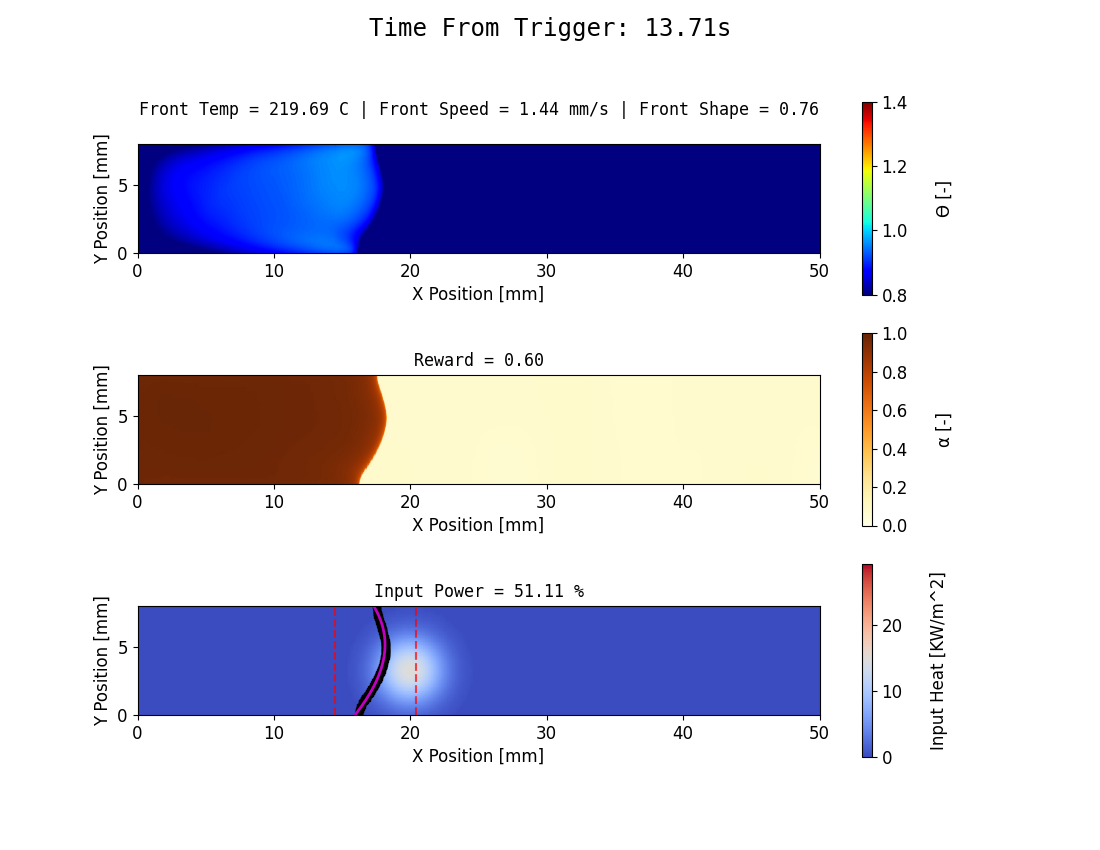 Time From Trigger: 13.71s
Front Temp = 219.69 C | Front Speed = 1.44 mm/s | Front Shape = 0.76
Y Position [mm]
5
0
0 10 20 30 40 50
X Position [mm]
1.4
1.2
1.0
0.8
Θ [-]
Reward = 0.60
Y Position [mm]
5
0
0 10 20 30 40 50
X Position [mm]
1.0
0.8
0.6
0.4
0.2
0.0
α [-]
Input Power = 51.11 %
Y Position [mm]
5
0
0 10 20 30 40 50
X Position [mm]
20
10
0
Input Heat [KW/m^2]